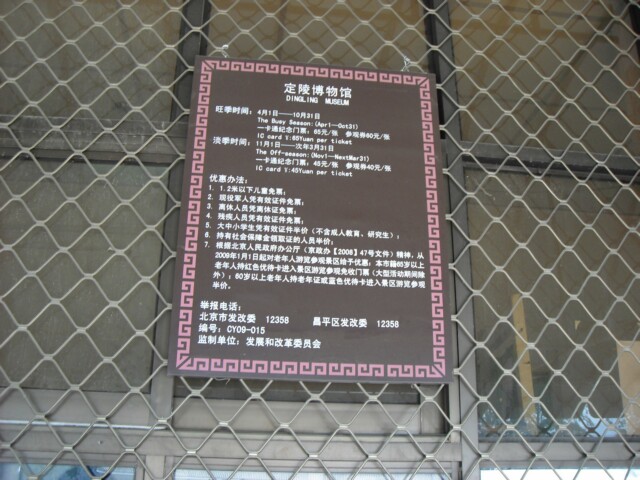 定陵博物馆
DINGLING MUSEUM
旺季时间：4月1日——10月31日
The Busy Season:(Apr1—Oct31)
一卡通纪念门票：65元/张 参观券60元/张
IC card V:65Yuan per ticket
淡季时间：11月1日——次年3月31日
The Off-season:(Nov1—NextMar31)
一卡通纪念门票：45元/张 参观券40元/张
IC card V:45Yuan per ticket
优惠办法：
1、1.2米以下儿童免票；
2、现役军人凭有效证件免票；
3、离休人员凭离休证免票；
4、残疾人员凭有效证件免票；
5、大中小学生凭有效证件半价（不含成人教育、研究生）；
6、持有社会保障金领取证的人员半价；
7、根据北京人民政府办公厅（京政办【2008】47号文件）精神，从
2009年1月1日起对老年人游览参观景区给予优惠：本市籍65岁以上
老年人持红色优待卡进入景区游览参观免收门票（大型活动期间除
外）；60岁以上老年人持老年证或蓝色优待卡进入景区游览参观
半价。
举报电话：
北京市发改委 12358 昌平区发改委 12358
编号：CY09-015
监制单位：发展和改革委员会